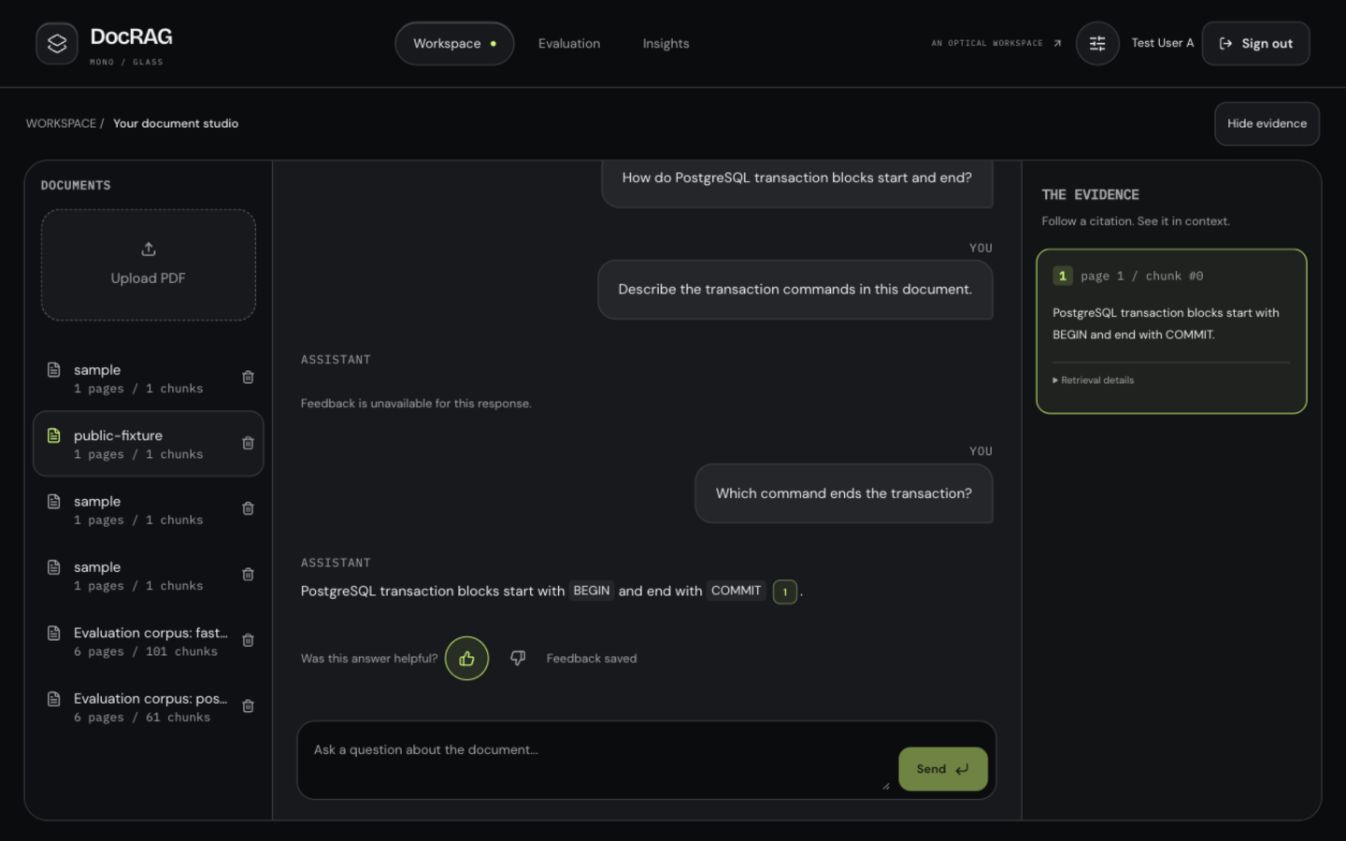 DocRAG
MONO / GLASS
Workspace
Evaluation
Insights
AN OPTICAL WORKSPACE
Test User A
Sign out
WORKSPACE / Your document studio
Hide evidence
DOCUMENTS
Upload PDF
sample
1 pages / 1 chunks
public-fixture
1 pages / 1 chunks
sample
1 pages / 1 chunks
sample
1 pages / 1 chunks
Evaluation corpus: fast...
6 pages / 101 chunks
Evaluation corpus: pos...
6 pages / 61 chunks
How do PostgreSQL transaction blocks start and end?
YOU
Describe the transaction commands in this document.
ASSISTANT
Feedback is unavailable for this response.
YOU
Which command ends the transaction?
ASSISTANT
PostgreSQL transaction blocks start with BEGIN and end with COMMIT 1 .
Was this answer helpful?
Feedback saved
Ask a question about the document...
Send
THE EVIDENCE
Follow a citation. See it in context.
1 page 1 / chunk #0
PostgreSQL transaction blocks start with
BEGIN and end with COMMIT.
Retrieval details